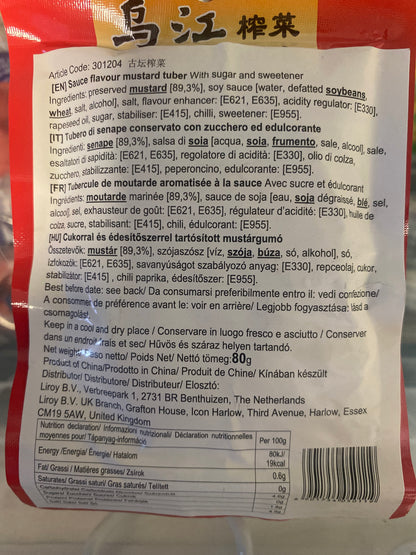 乌江 榨菜
Article Code: 301204 古坛榨菜
[EN] Sauce flavour mustard tuber With sugar and sweetener
Ingredients: preserved mustard [89,3%], soy sauce [water, defatted soybeans,
wheat, salt, alcohol], salt, flavour enhancer: [E621, E635], acidity regulator: [E330],
rapeseed oil, sugar, stabiliser: [E415], chilli, sweetener: [E955].
[IT] Tubero di senape conservato con zucchero ed edulcorante
Ingredienti: senape [89,3%], salsa di soia [acqua, soia, frumento, sale, alcool], sale,
esaltatori di sapidità: [E621, E635], regolatore di acidità: [E330], olio di colza,
zucchero, stabilizzante: [E415], peperoncino, edulcorante: [E955].
[FR] Tubercule de moutarde aromatisée à la sauce Avec sucre et édulcorant
Ingrédients: moutarde marinée [89,3%], sauce de soja [eau, soja dégraissé, blé, sel,
alcool], sel, exhausteur de goût: [E621, E635], régulateur d'acidité: [E330], huile de
colza, sucre, stabilisant: [E415], chili, édulcorant: [E955].
[HU] Cukorral és édesítőszerrel tartósított mustárgumó
Összetevők: mustár [89,3%], szójaszósz [víz, szója, búza, só, alkohol], só,
ízfokozók: [E621, E635], savanyúságot szabályozó anyag: [E330], repceolaj, cukor,
stabilizátor: [E415] , chili paprika, édesítőszer: [E955].
Best before date: see back/ Da consumarsi preferibilmente entro il: vedi confezione/
A consommer de préférence avant le: voir en arrière/ Legjobb fogyasztása: lásd a
csomagolást
Keep in a cool and dry place / Conservare in luogo fresco e asciutto / Conserver
dans un endroit frais et sec/ Hűvös és száraz helyen tartandó.
Net weight/ Peso netto/ Poids Net/ Nettó tömeg:80g
Product of China/Prodotto in China/ Produit de Chine/ Kínában készült
Distributor/ Distributore/ Distributeur/ Elosztó:
Liroy B.V., Verbreepark 1, 2731 BR Benthuizen, The Netherlands
Liroy B.V. UK Branch, Grafton House, Icon Harlow, Third Avenue, Harlow, Essex
CM19 5AW, United Kingdom
Nutrition declaration/ Informazioni nutrizionali/ Déclaration nutritionnelles
moyennes pour/ Tápanyag-információ Per 100g
Energy /Energia/ Énergie/ Hatalom 80kJ/
19kcal
Fat/ Grassi / Matières grasses/ Zsírok 0.6g
Saturates/ Grassi saturi/ Gras saturés/ Telített 0g